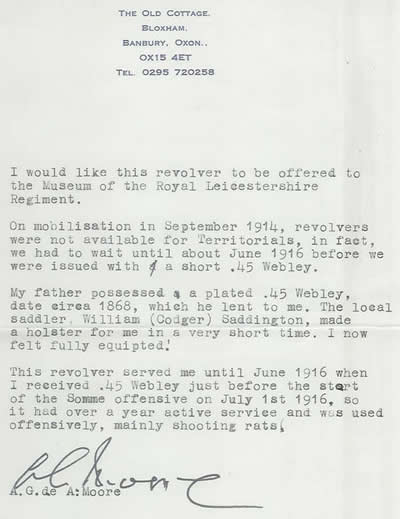 THE OLD COTTAGE.
BLOXHAM.
BANBURY, OXON..
OX15 4ET
TEL. 0295 720258
I would like this revolver to be offered to
the Museum of the Royal Leicestershire
Regiment.
On mobilisation in September 1914, revolvers
were not available for Territorials, in fact,
we had to wait until about June 1916 before we
were issued with a short .45 Webley.
My father possessed a a plated .45 Webley,
date circa 1868, which he lent to me. The local
saddler, William (Codger) Saddington, made
a holster for me in a very short time. I now
felt fully equipted.'
This revolver served me until June 1916 when
I received .45 Webley just before the start
of the Somme offensive on July 1st 1916, so
it had over a year active service and was used
offensively, mainly shooting rats.
A.G.de A:Moore